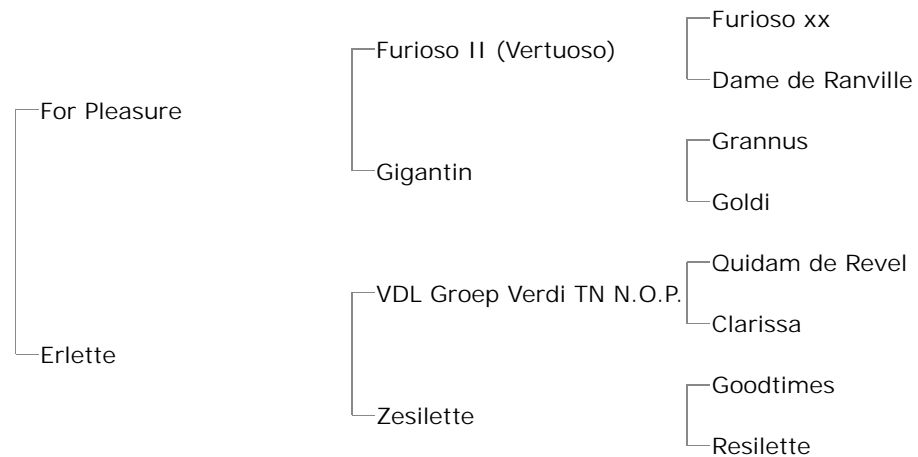 Furioso xx
Furioso II (Vertuoso)
Dame de Ranville
For Pleasure
Grannus
Gigantin
Goldi
Quidam de Revel
VDL Groep Verdi TN N.O.P.
Clarissa
Erlette
Goodtimes
Zesilette
Resilette